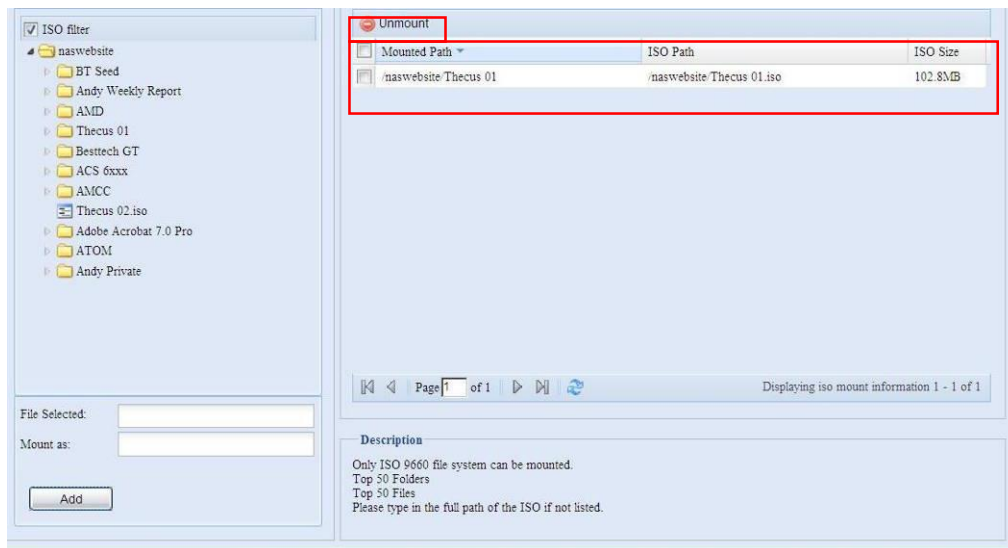 ISO filter
naswebsite
BT Seed
Andy Weekly Report
AMD
Thecus 01
Besttech GT
ACS 6xxx
AMCC
Thecus 02.iso
Adobe Acrobat 7.0 Pro
ATOM
Andy Private
File Selected:
Mount as:
Add
Unmount
Mounted Path ISO Path ISO Size
/naswebsite/Thecus 01 /naswebsite/Thecus 01.iso 102.8MB
Page 1 of 1 Displaying iso mount information 1 - 1 of 1
Description
Only ISO 9660 file system can be mounted.
Top 50 Folders
Top 50 Files
Please type in the full path of the ISO if not listed.